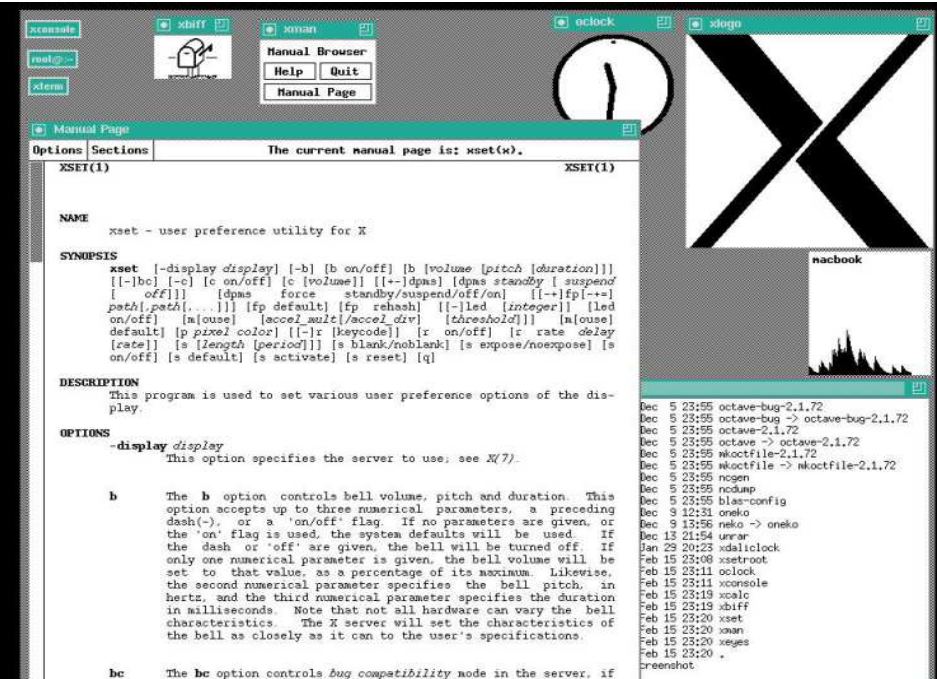 xconsole
root@:~
xterm
xbiff
xman
Manual Browser
Help Quit
Manual Page
oclock
xlogo
Manual Page
Options Sections The current manual page is: xset(x).
XSET(1) XSET(1)
NAME
xset - user preference utility for X
SYNOPSIS
xset [-display display] [-b] [b on/off] [b [volume [pitch [duration]]]
[[-]bc] [-c] [c on/off] [c [volume]] [[+-]dpms] [dpms standby [ suspend
[ off]]] [dpms force standby/suspend/off/on] [[-+]fp[-+=]
path[,path[,....]]] [fp default] [fp rehash] [[-]led [integer]] [led
on/off] [m[ouse] [accel_mult[/accel_div] [threshold]]] [m[ouse]
default] [p pixel color] [[-]r [keycode]] [r on/off] [r rate delay
[rate]] [s [length [period]]] [s blank/noblank] [s expose/noexpose] [s
on/off] [s default] [s activate] [s reset] [q]
DESCRIPTION
This program is used to set various user preference options of the dis-
play.
OPTIONS
-display display
This option specifies the server to use; see X(7).
b The b option controls bell volume, pitch and duration. This
option accepts up to three numerical parameters, a preceding
dash(-), or a 'on/off' flag. If no parameters are given, or
the 'on' flag is used, the system defaults will be used. If
the dash or 'off' are given, the bell will be turned off. If
only one numerical parameter is given, the bell volume will be
set to that value, as a percentage of its maximum. Likewise,
the second numerical parameter specifies the bell pitch, in
hertz, and the third numerical parameter specifies the duration
in milliseconds. Note that not all hardware can vary the bell
characteristics. The X server will set the characteristics of
the bell as closely as it can to the user's specifications.
bc The bc option controls bug compatibility mode in the server, if
macbook
Dec 5 23:55 octave-bug-2.1.72
Dec 5 23:55 octave-bug -> octave-bug-2.1.72
Dec 5 23:55 octave-2.1.72
Dec 5 23:55 octave -> octave-2.1.72
Dec 5 23:55 mkoctfile-2.1.72
Dec 5 23:55 mkoctfile -> mkoctfile-2.1.72
Dec 5 23:55 ncgen
Dec 5 23:55 ncdump
Dec 5 23:55 blas-config
Dec 9 12:31 oneko
Dec 9 13:56 neko -> oneko
Dec 13 21:54 unrar
Jan 29 20:23 xdaliclock
Feb 15 23:08 xsetroot
Feb 15 23:11 oclock
Feb 15 23:11 xconsole
Feb 15 23:19 xcalc
Feb 15 23:19 xbiff
Feb 15 23:20 xset
Feb 15 23:20 xman
Feb 15 23:20 xeyes
Feb 15 23:20 .
creenshot